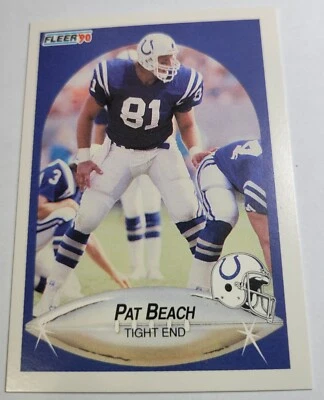 FLEER '90
81
PAT BEACH
TIGHT END